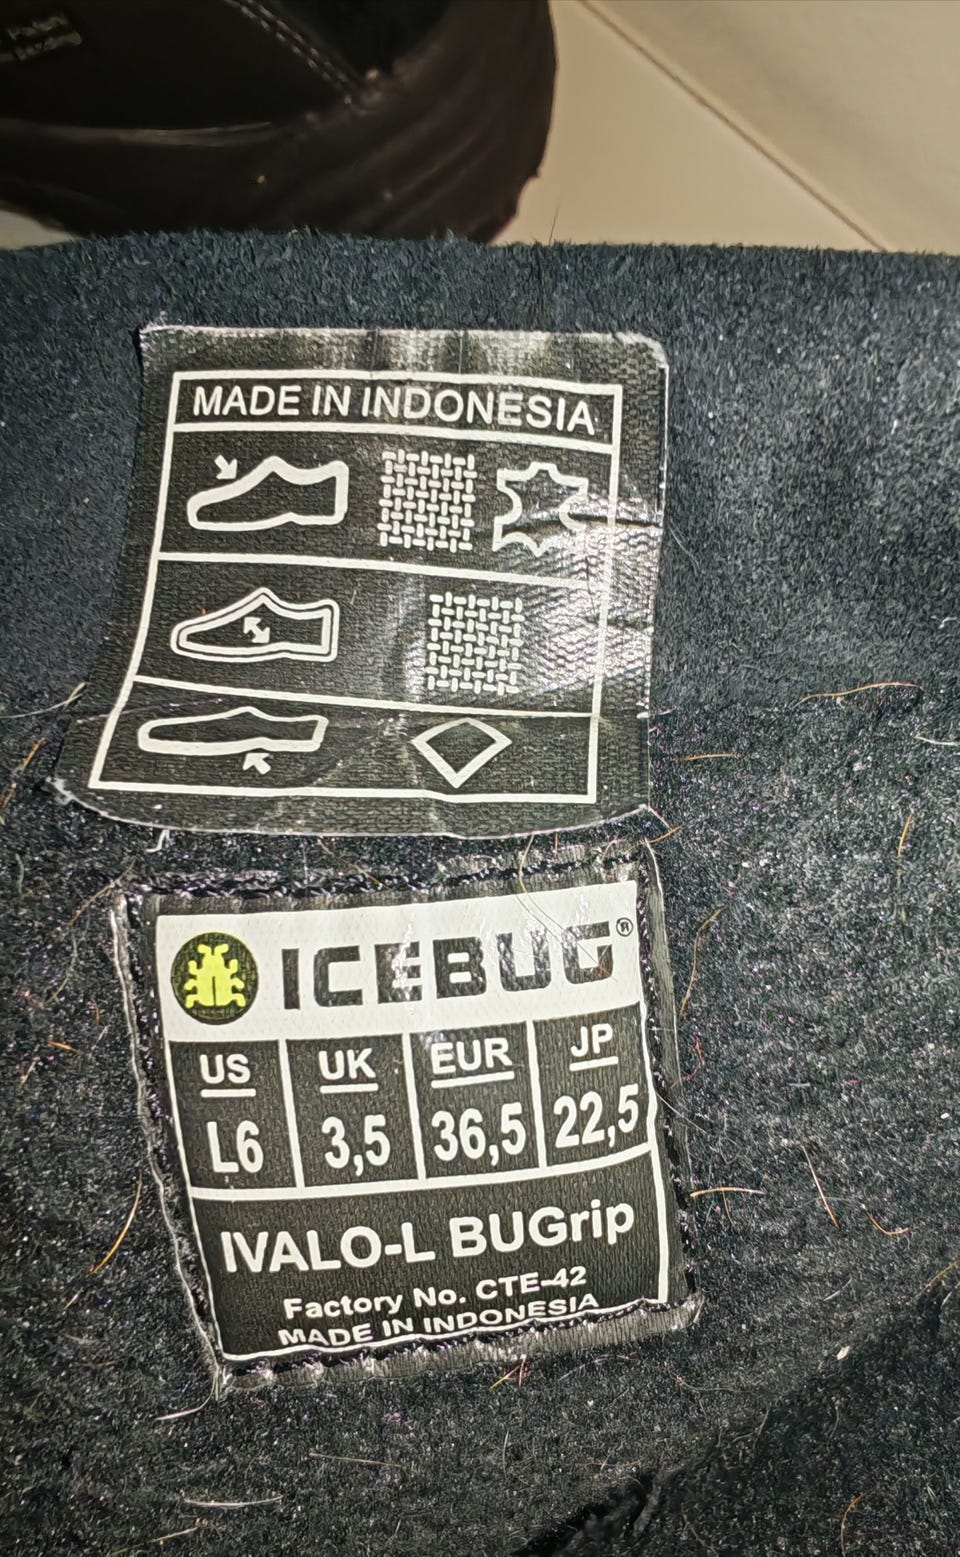 MADE IN INDONESIA
ICEBUG®
US UK EUR JP
L6 3,5 36,5 22,5
IVALO-L BUGrip
Factory No. CTE-42
MADE IN INDONESIA